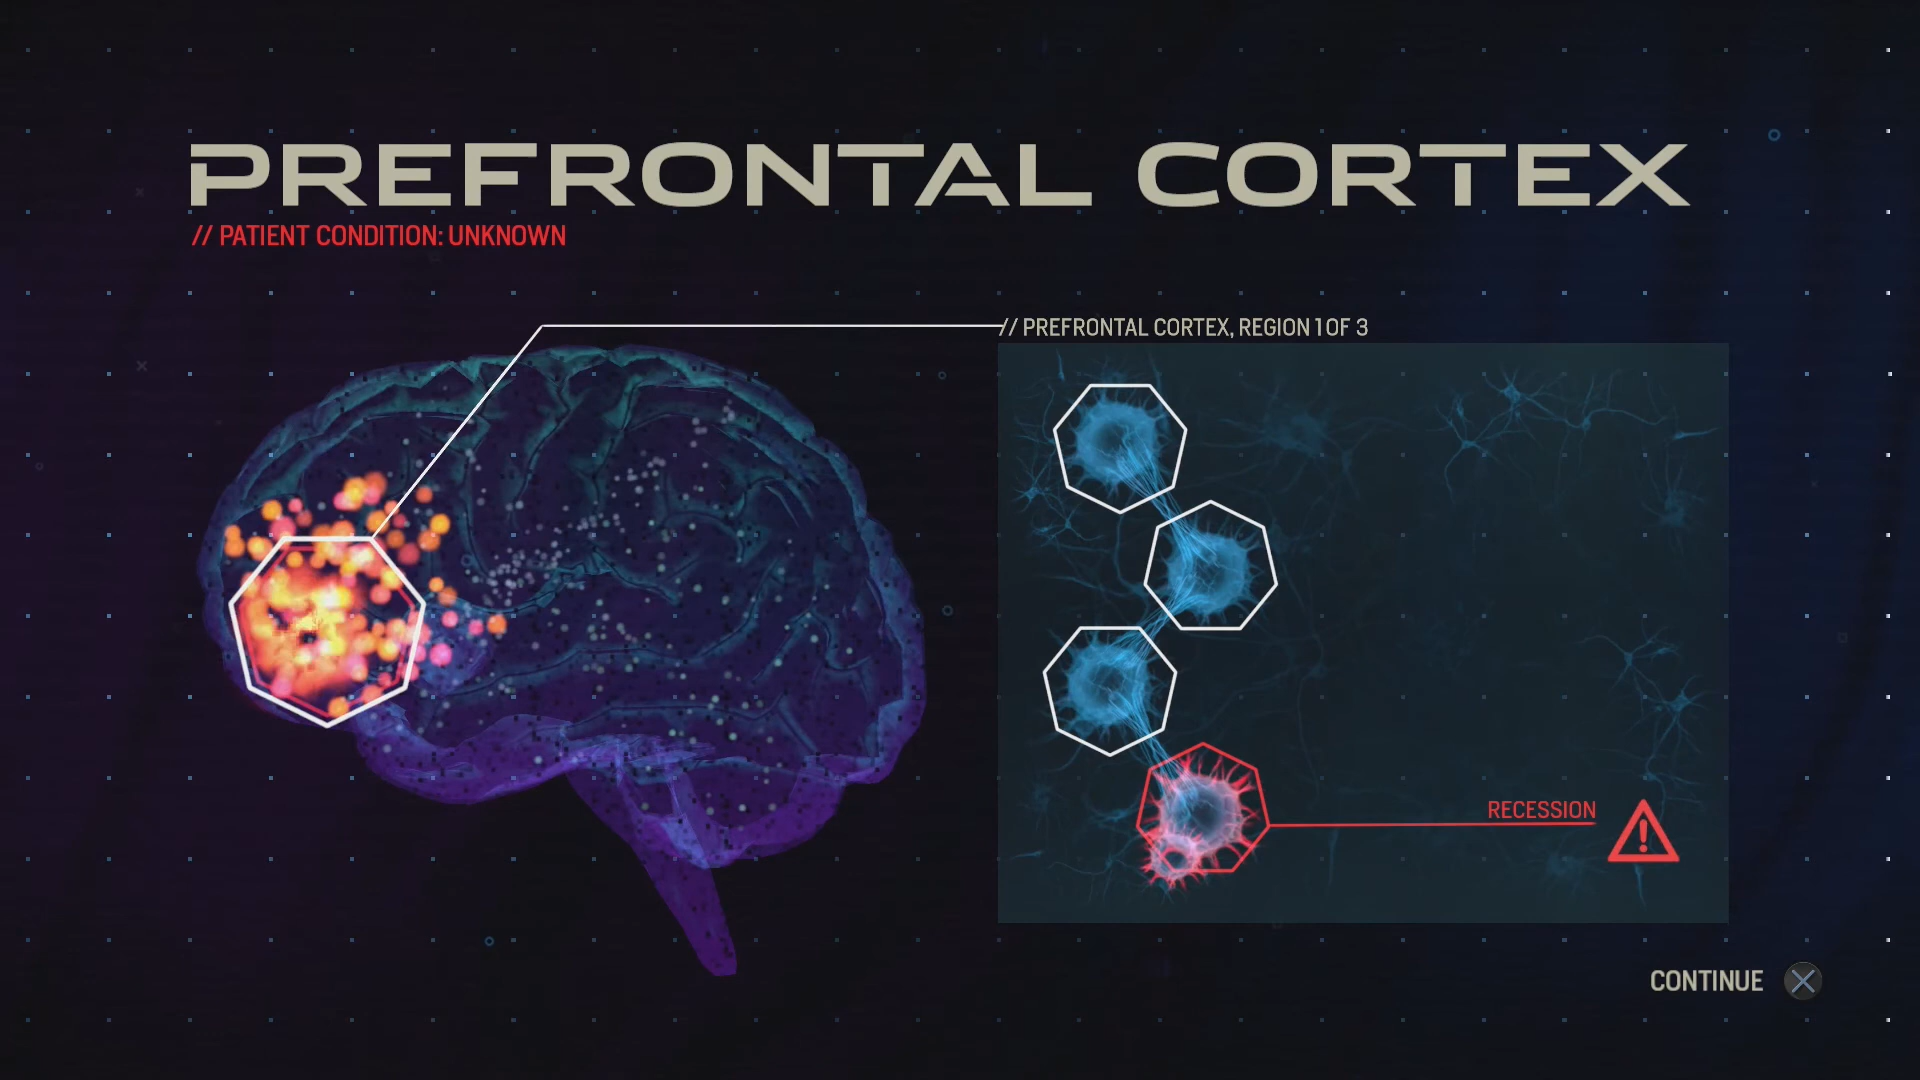 PREFRONTAL CORTEX
// PATIENT CONDITION: UNKNOWN
// PREFRONTAL CORTEX, REGION 1 OF 3
RECESSION
CONTINUE